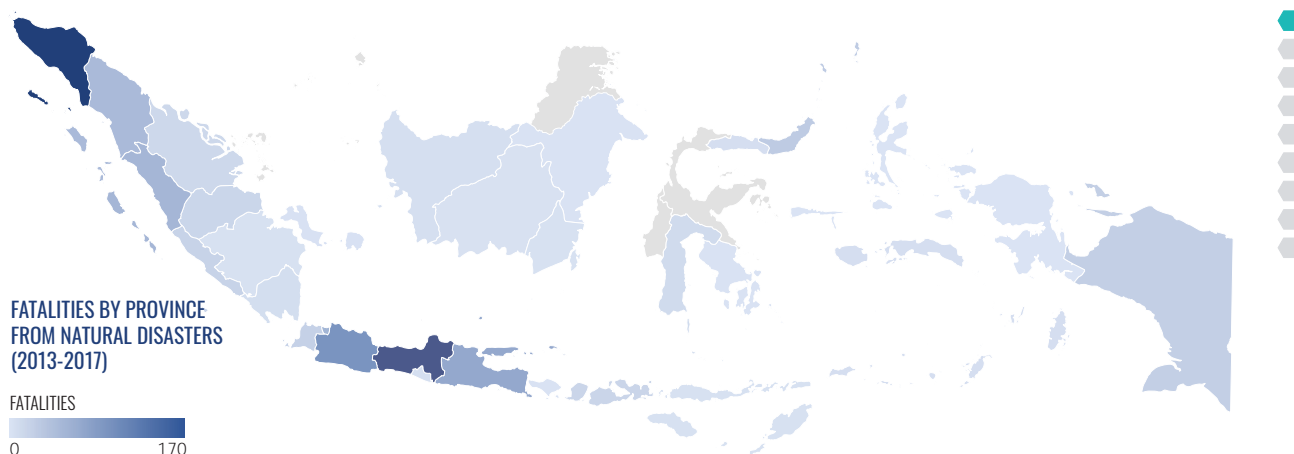 FATALITIES BY PROVINCE
FROM NATURAL DISASTERS
(2013-2017)
FATALITIES
0 170